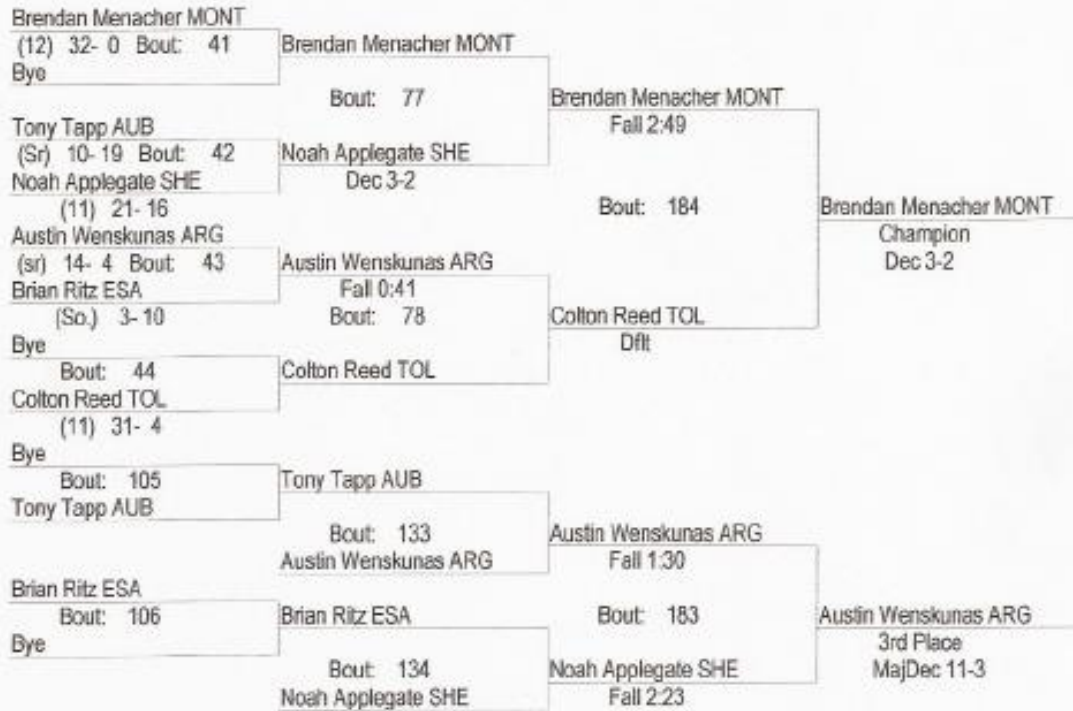 Brendan Menacher MONT
(12) 32- 0 Bout: 41
Bye
Brendan Menacher MONT
Bout: 77
Tony Tapp AUB
(Sr) 10- 19 Bout: 42
Noah Applegate SHE
(11) 21- 16
Noah Applegate SHE
Dec 3-2
Brendan Menacher MONT
Fall 2:49
Bout: 184
Austin Wenskunas ARG
(sr) 14- 4 Bout: 43
Brian Ritz ESA
(So.) 3- 10
Austin Wenskunas ARG
Fall 0:41
Bout: 78
Bye
Bout: 44
Colton Reed TOL
(11) 31- 4
Colton Reed TOL
Colton Reed TOL
Dflt
Brendan Menacher MONT
Champion
Dec 3-2
Bye
Bout: 105
Tony Tapp AUB
Tony Tapp AUB
Bout: 133
Austin Wenskunas ARG
Austin Wenskunas ARG
Fall 1:30
Bout: 183
Brian Ritz ESA
Bout: 106
Bye
Brian Ritz ESA
Bout: 134
Noah Applegate SHE
Noah Applegate SHE
Fall 2:23
Austin Wenskunas ARG
3rd Place
MajDec 11-3